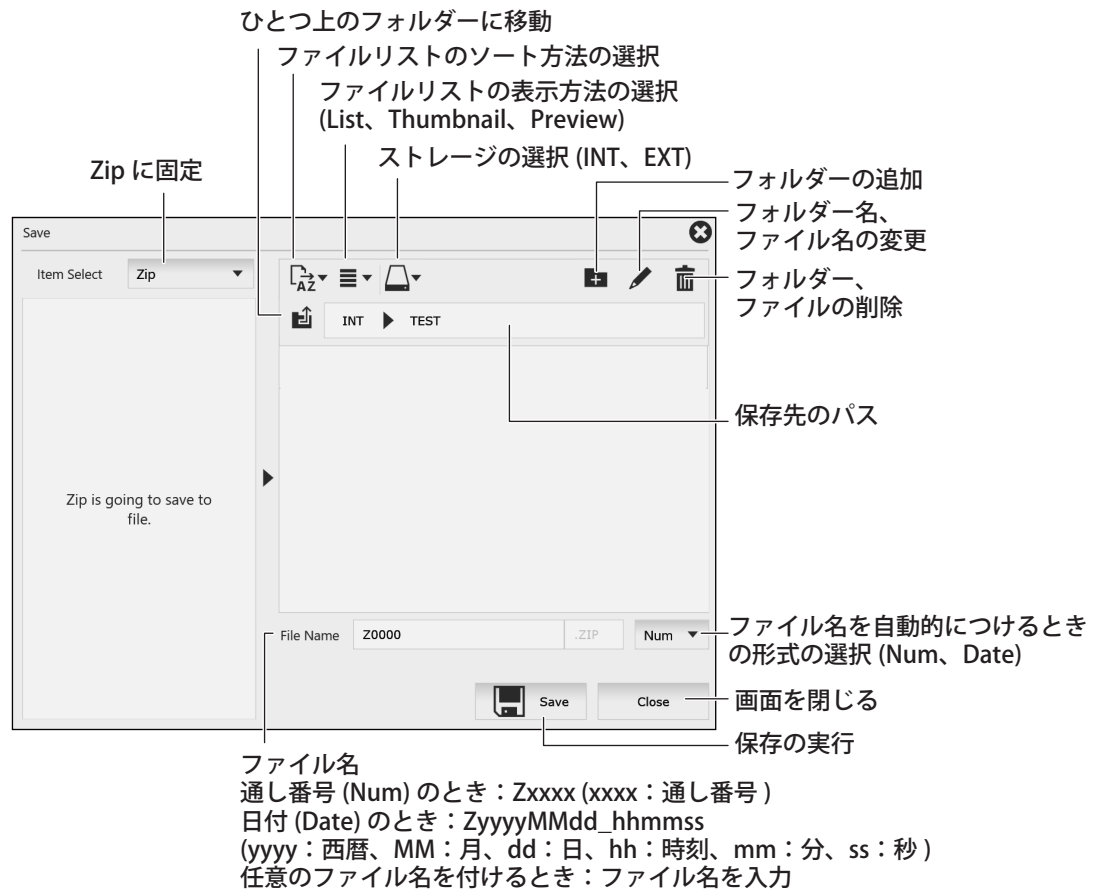 ひとつ上のフォルダーに移動
ファイルリストのソート方法の選択
ファイルリストの表示方法の選択
(List、Thumbnail、Preview)
ストレージの選択 (INT、EXT)
Zip に固定
フォルダーの追加
フォルダー名、
ファイル名の変更
フォルダー、
ファイルの削除
Save
Item Select Zip
AZ
INT TEST
保存先のパス
Zip is going to save to
file.
File Name Z0000 .ZIP Num
ファイル名を自動的につけるとき
の形式の選択 (Num、Date)
Save Close
画面を閉じる
保存の実行
ファイル名
通し番号 (Num) のとき：Zxxxx (xxxx：通し番号 )
日付 (Date) のとき：ZyyyyMMdd_hhmmss
(yyyy：西暦、MM：月、dd：日、hh：時刻、mm：分、ss：秒 )
任意のファイル名を付けるとき：ファイル名を入力